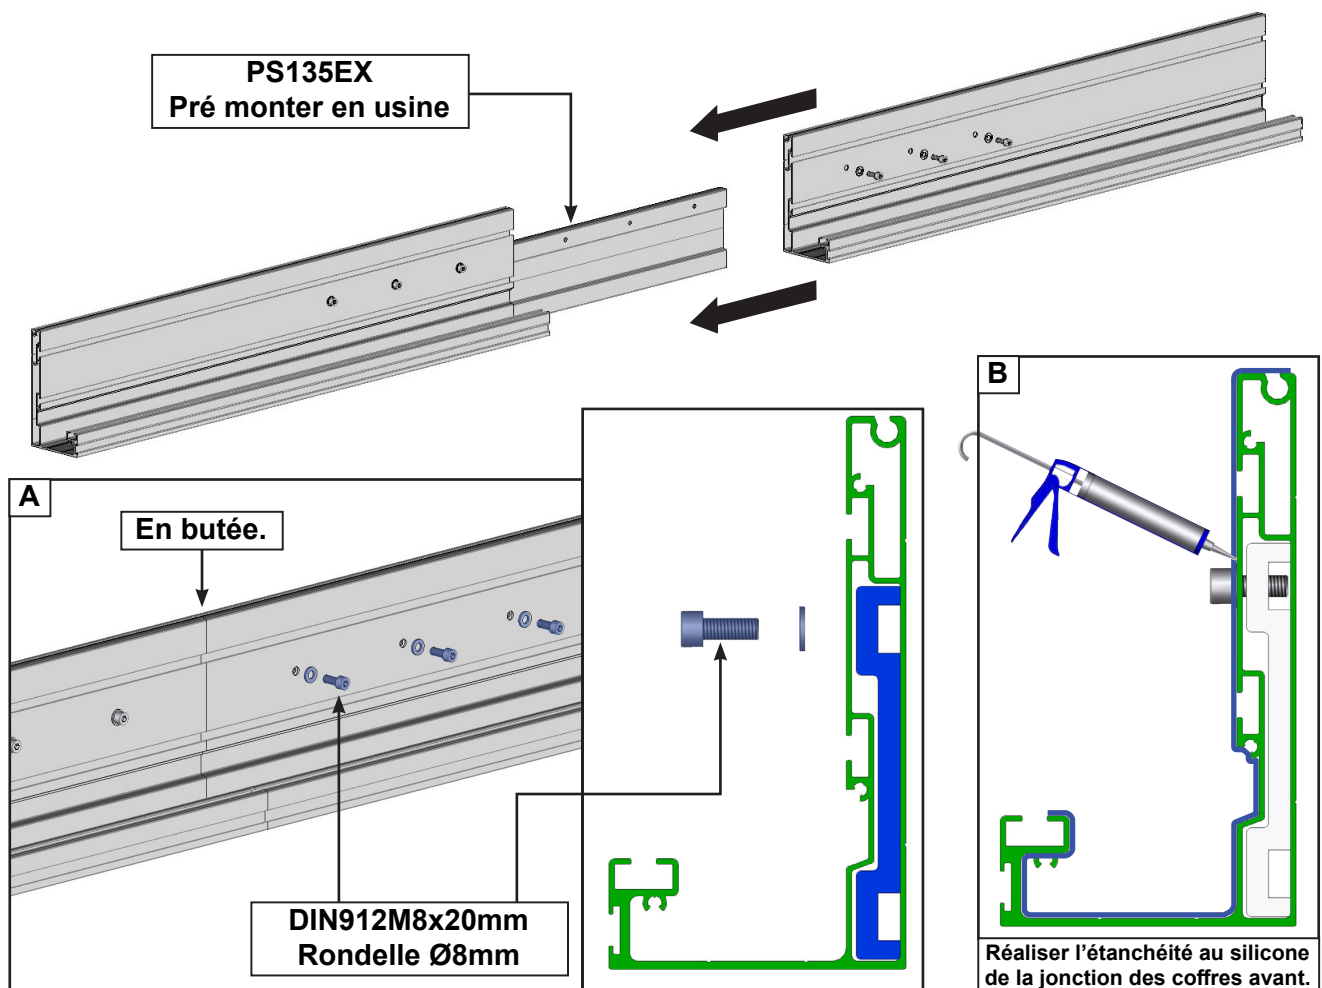 PS135EX
Pré monter en usine
A
En butée.
DIN912M8x20mm
Rondelle Ø8mm
B
Réaliser l’étanchéité au silicone
de la jonction des coffres avant.